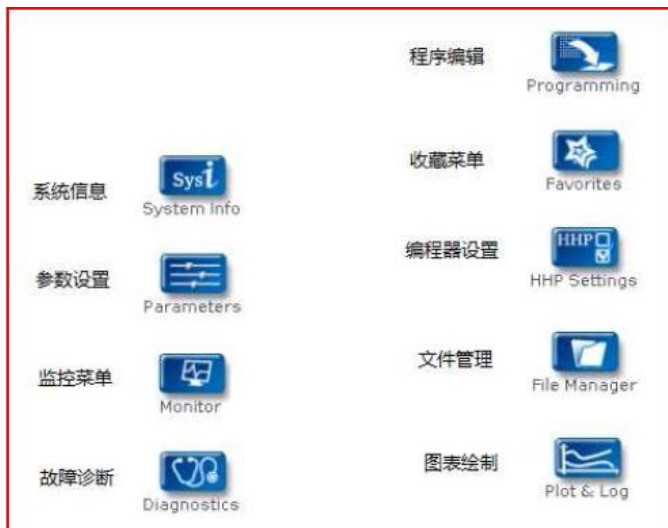 系统信息
Sysi
System Info
参数设置
Parameters
监控菜单
Monitor
故障诊断
Diagnostics
程序编辑
Programming
收藏菜单
Favorites
编程器设置
HHP
HHP Settings
文件管理
File Manager
图表绘制
Plot & Log